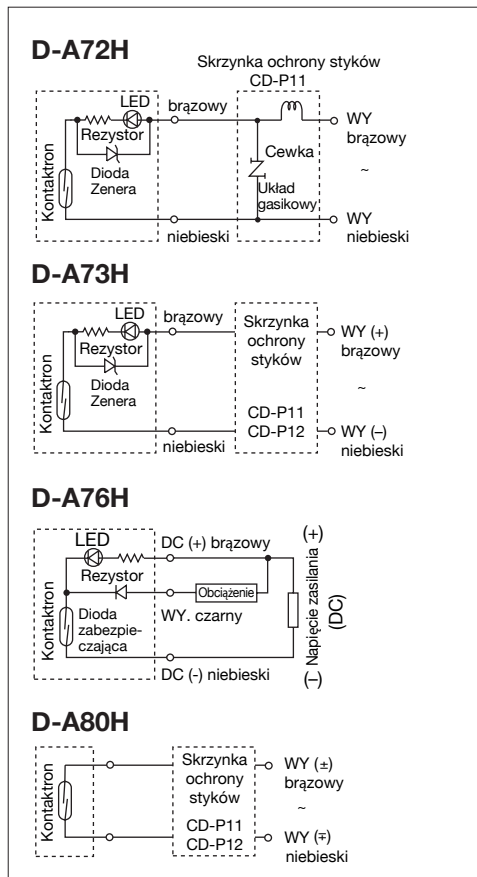 D-A72H
Skrzynka ochrony styków
CD-P11
LED
brązowy
Rezystor
Dioda
Zenera
Kontaktron
niebieski
Cewka
Układ
gasikowy
WY
brązowy
~
WY
niebieski
D-A73H
LED
brązowy
Rezystor
Dioda
Zenera
Kontaktron
niebieski
Skrzynka
ochrony
styków
CD-P11
CD-P12
WY (+)
brązowy
~
WY (–)
niebieski
D-A76H
LED
DC (+) brązowy
Rezystor
Obciążenie
WY. czarny
Dioda
zabezpie-
czająca
Kontaktron
DC (-) niebieski
(+)
Napięcie zasilania
(DC)
(–)
D-A80H
Kontaktron
Skrzynka
ochrony
styków
CD-P11
CD-P12
WY (±)
brązowy
~
WY (∓)
niebieski